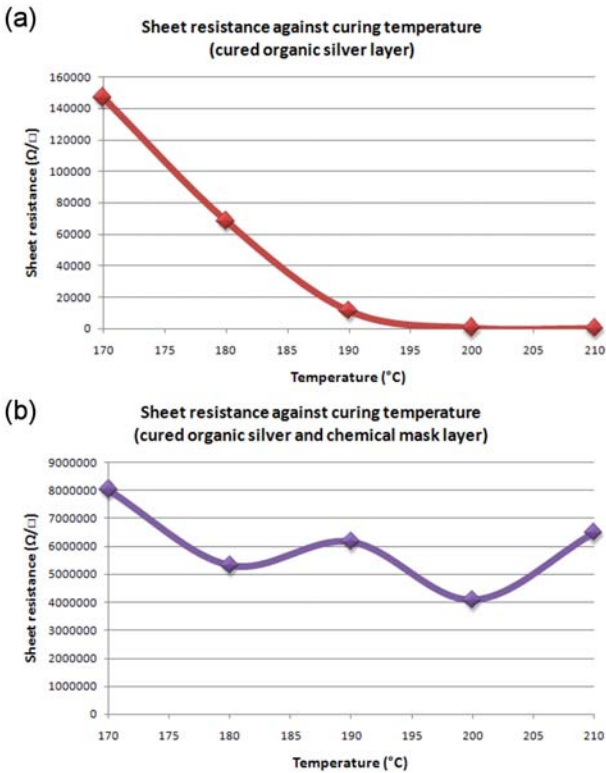 (a)
Sheet resistance against curing temperature
(cured organic silver layer)
Sheet resistance (Ω/□)
160000
140000
120000
100000
80000
60000
40000
20000
0
170 175 180 185 190 195 200 205 210
Temperature (°C)
(b)
Sheet resistance against curing temperature
(cured organic silver and chemical mask layer)
Sheet resistance (Ω/□)
9000000
8000000
7000000
6000000
5000000
4000000
3000000
2000000
1000000
0
170 175 180 185 190 195 200 205 210
Temperature (°C)